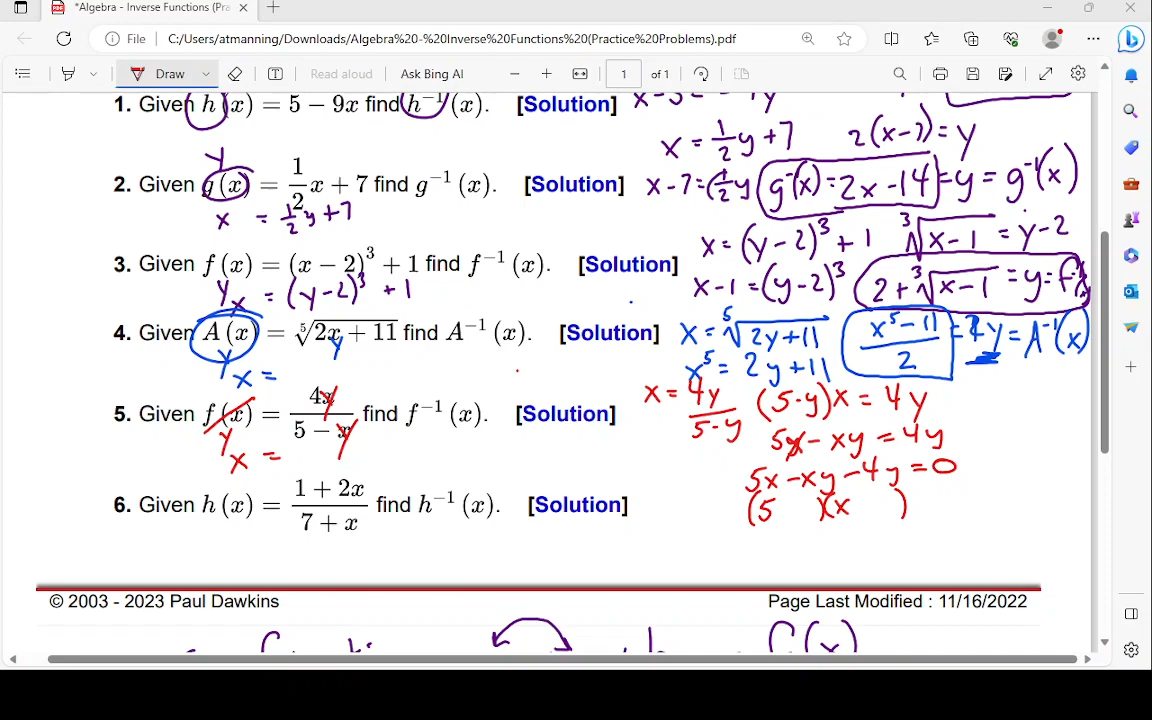 *Algebra - Inverse Functions (Pra
File C:/Users/atmanning/Downloads/Algebra%20-%20Inverse%20Functions%20(Practice%20Problems).pdf
Draw Read aloud Ask Bing AI 1 of 1
1. Given h (x) = 5 − 9x find h⁻¹ (x). [Solution]
y
2. Given g (x) = 1/2 x + 7 find g⁻¹ (x). [Solution]
x = 1/2 y + 7
3. Given f (x) = (x − 2)³ + 1 find f⁻¹ (x). [Solution]
y x = (y − 2)³ + 1
4. Given A (x) = ⁵√2x + 11 find A⁻¹ (x). [Solution]
y x = y
5. Given f (x) = 4x / 5 − x find f⁻¹ (x). [Solution]
y x = y y
6. Given h (x) = 1 + 2x / 7 + x find h⁻¹ (x). [Solution]
x = 1/2 y + 7 2(x − 7) = y
x − 7 = (1/2 y g⁻¹(x) = 2x − 14 = y = g⁻¹(x)
x = (y − 2)³ + 1 ³√x − 1 = y − 2
x − 1 = (y − 2)³ 2 + ³√x − 1 = y =
x = ⁵√2y + 11 x⁵ − 11 / 2 = y = A⁻¹(x)
x⁵ = 2y + 11
x = 4y / 5 − y (5 − y)x = 4y
5x − xy = 4y
5x − xy − 4y = 0
(5 )(x )
© 2003 - 2023 Paul Dawkins Page Last Modified : 11/16/2022